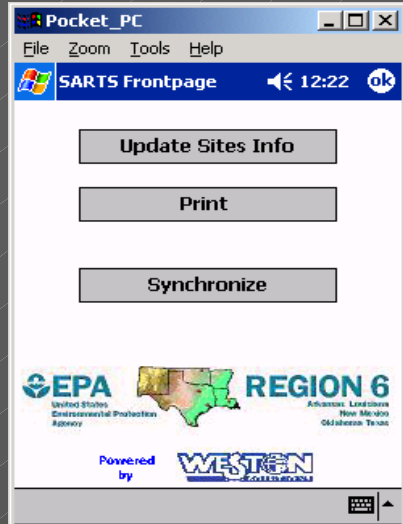 Pocket_PC
File Zoom Tools Help
SARTS Frontpage 12:22 ok
Update Sites Info
Print
Synchronize
EPA
United States
Environmental Protection
Agency
REGION 6
Arkansas Louisiana
New Mexico
Oklahoma Texas
Powered
by
WESTON